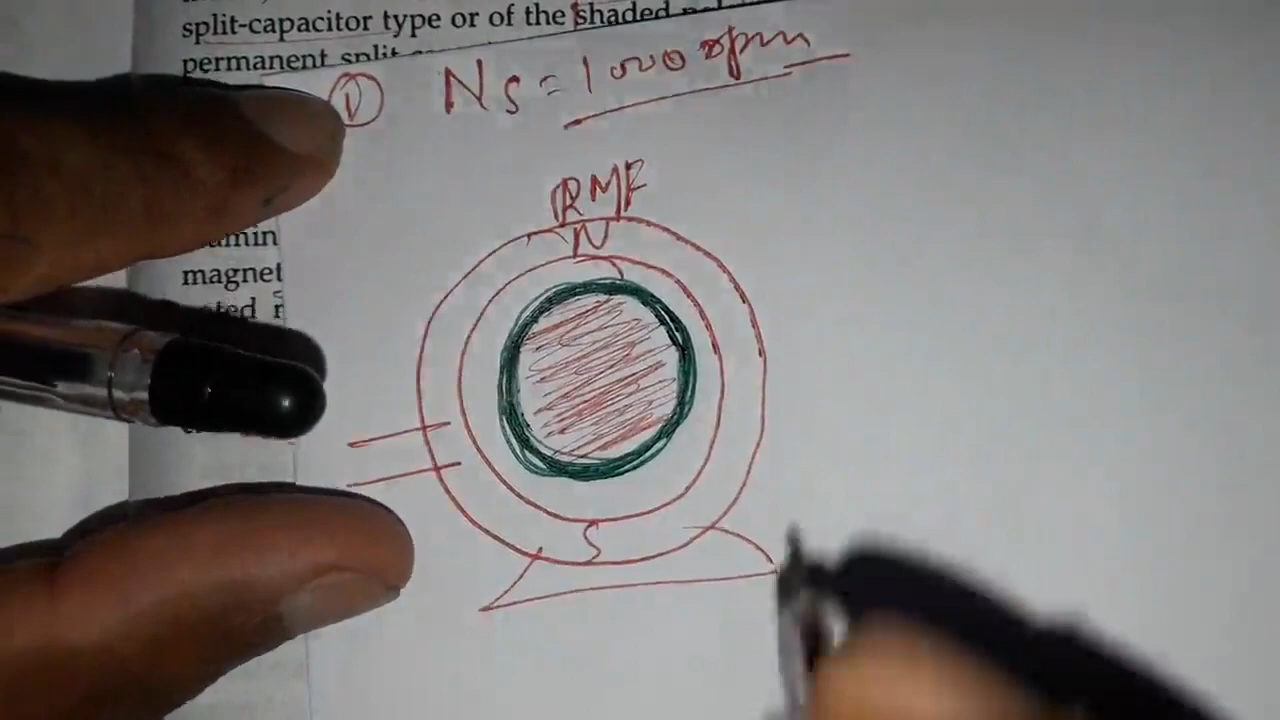 split-capacitor type or of the shaded
permanent split
① Ns = 1000 rpm
RMF
N
magnet
S